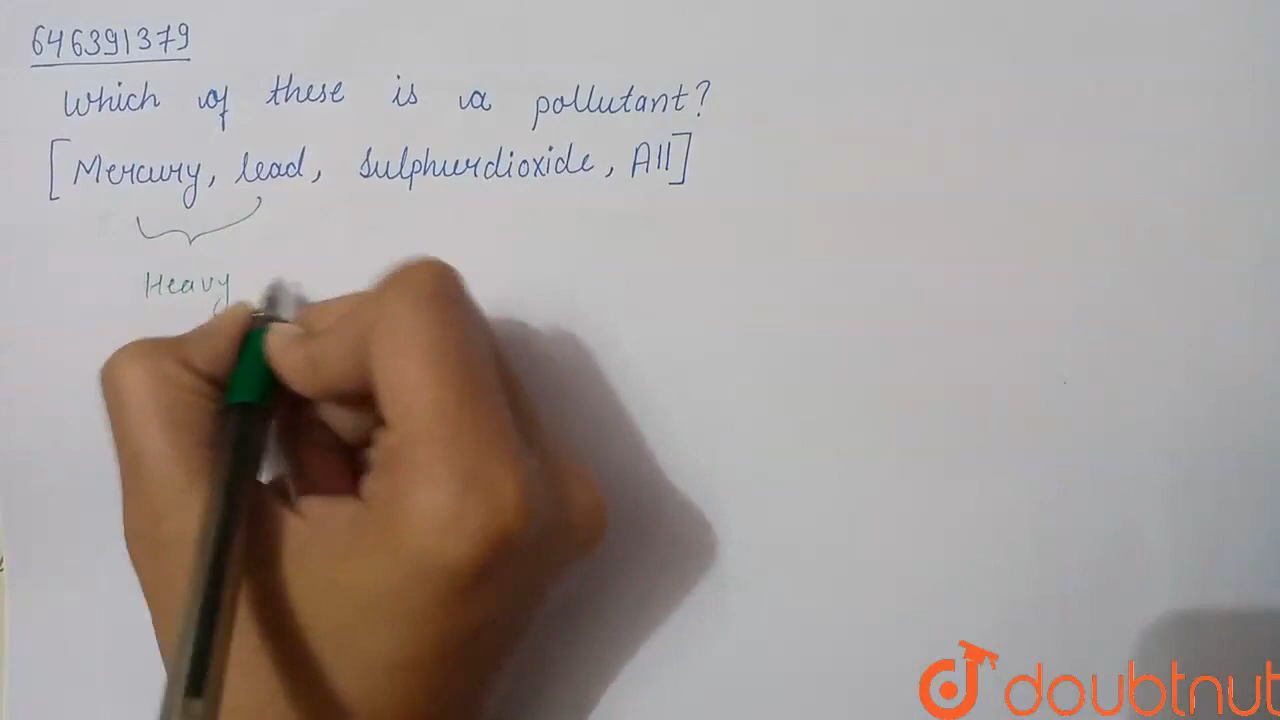 646391379
Which of these is a pollutant?
[Mercury, lead, Sulphurdioxide, All]
Heavy
doubtnut